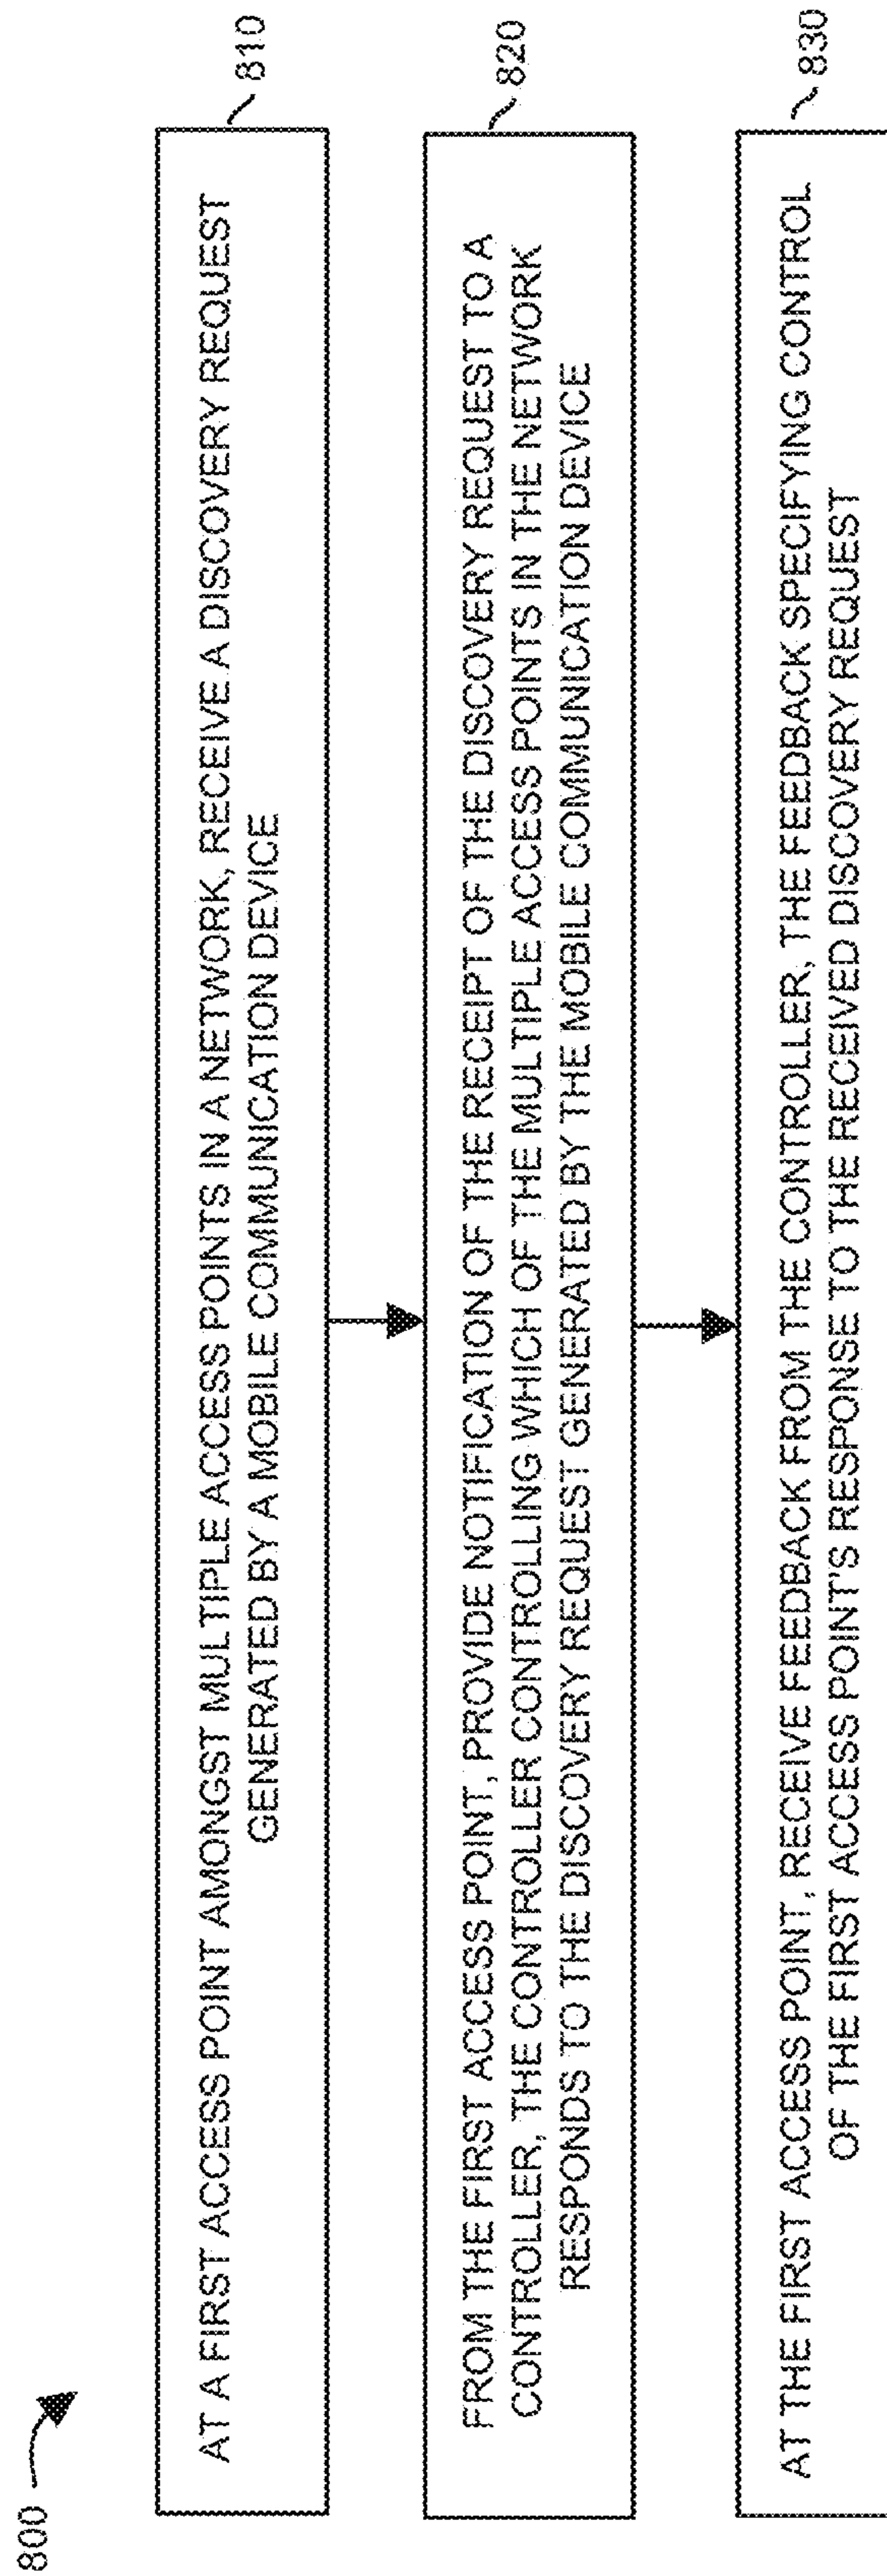 800
AT A FIRST ACCESS POINT AMONGST MULTIPLE ACCESS POINTS IN A NETWORK, RECEIVE A DISCOVERY REQUEST
GENERATED BY A MOBILE COMMUNICATION DEVICE
810
FROM THE FIRST ACCESS POINT, PROVIDE NOTIFICATION OF THE RECEIPT OF THE DISCOVERY REQUEST TO A
CONTROLLER, THE CONTROLLER CONTROLLING WHICH OF THE MULTIPLE ACCESS POINTS IN THE NETWORK
RESPONDS TO THE DISCOVERY REQUEST GENERATED BY THE MOBILE COMMUNICATION DEVICE
820
AT THE FIRST ACCESS POINT, RECEIVE FEEDBACK FROM THE CONTROLLER, THE FEEDBACK SPECIFYING CONTROL
OF THE FIRST ACCESS POINT'S RESPONSE TO THE RECEIVED DISCOVERY REQUEST
830